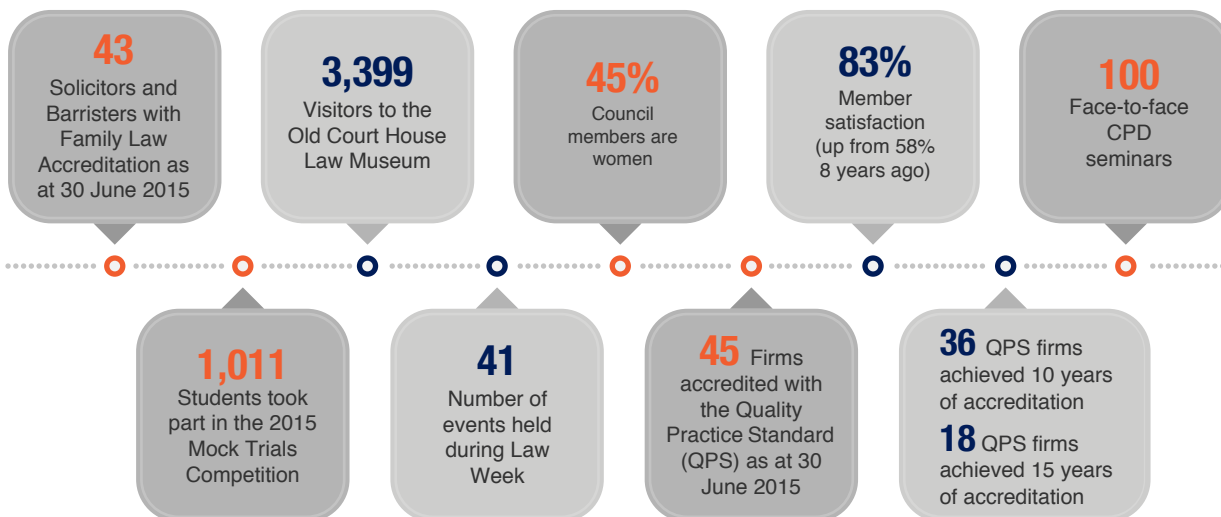 43
Solicitors and
Barristers with
Family Law
Accreditation as
at 30 June 2015
3,399
Visitors to the
Old Court House
Law Museum
45%
Council
members are
women
83%
Member
satisfaction
(up from 58%
8 years ago)
100
Face-to-face
CPD
seminars
1,011
Students took
part in the 2015
Mock Trials
Competition
41
Number of
events held
during Law
Week
45 Firms
accredited with
the Quality
Practice Standard
(QPS) as at 30
June 2015
36 QPS firms
achieved 10 years
of accreditation
18 QPS firms
achieved 15 years
of accreditation